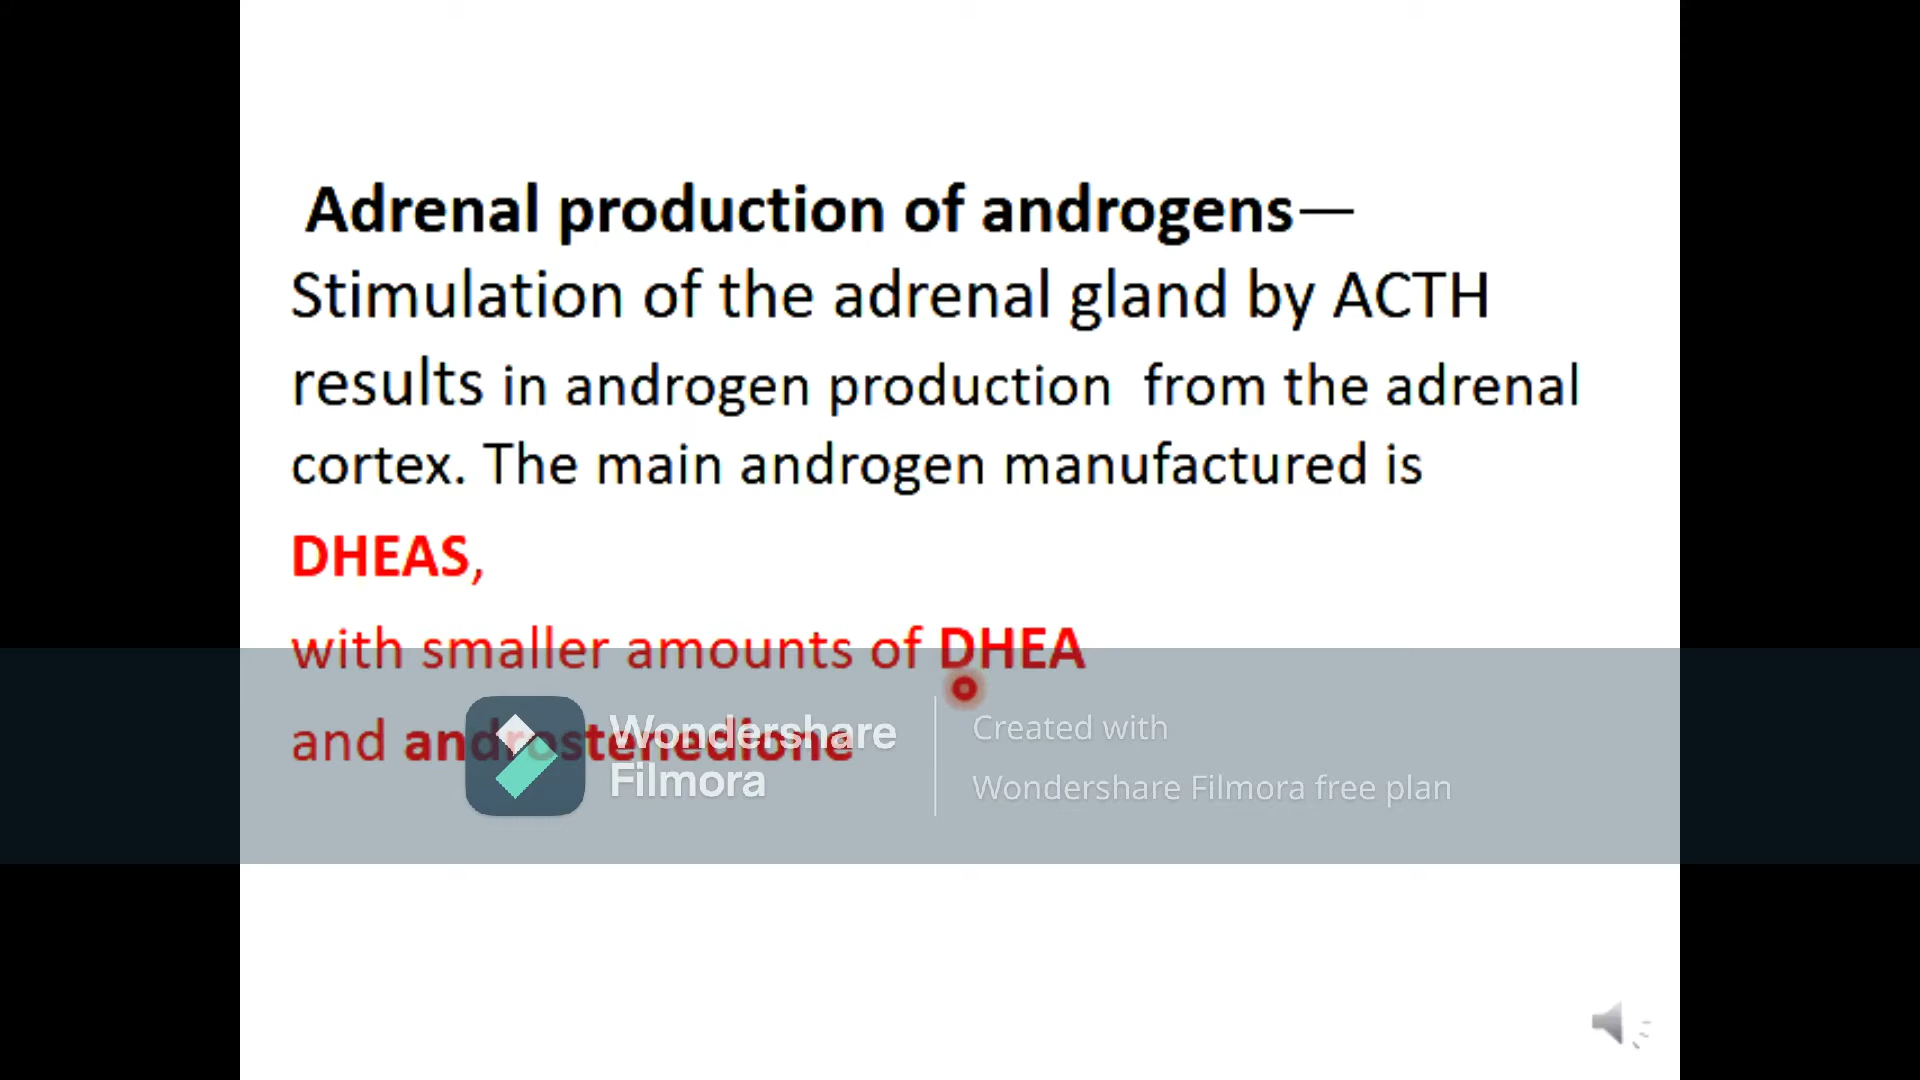 Adrenal production of androgens—
Stimulation of the adrenal gland by ACTH
results in androgen production from the adrenal
cortex. The main androgen manufactured is
DHEAS,
with smaller amounts of DHEA
and androstenedione
Wondershare
Filmora
Created with
Wondershare Filmora free plan